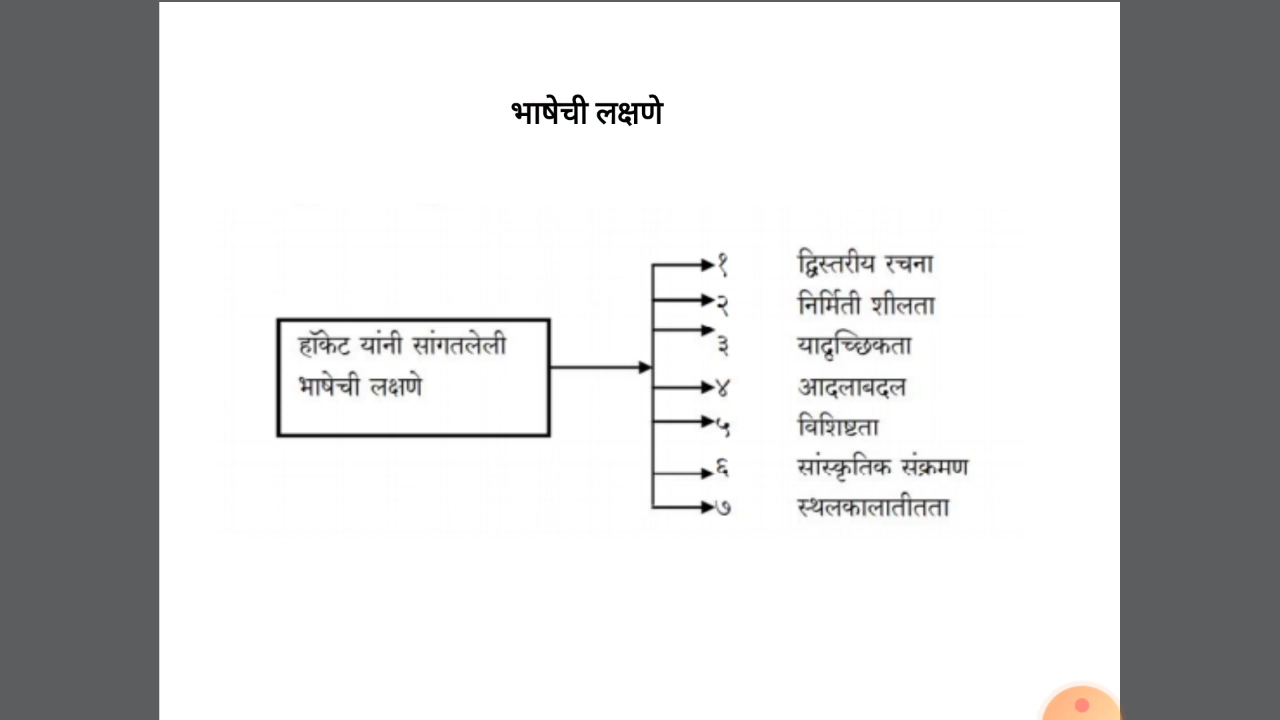 भाषेची लक्षणे
१ द्विस्तरीय रचना
२ निर्मिती शीलता
हॉकेट यांनी सांगतलेली
भाषेची लक्षणे
३ यादृच्छिकता
४ आदलाबदल
५ विशिष्टता
६ सांस्कृतिक संक्रमण
७ स्थलकालातीतता